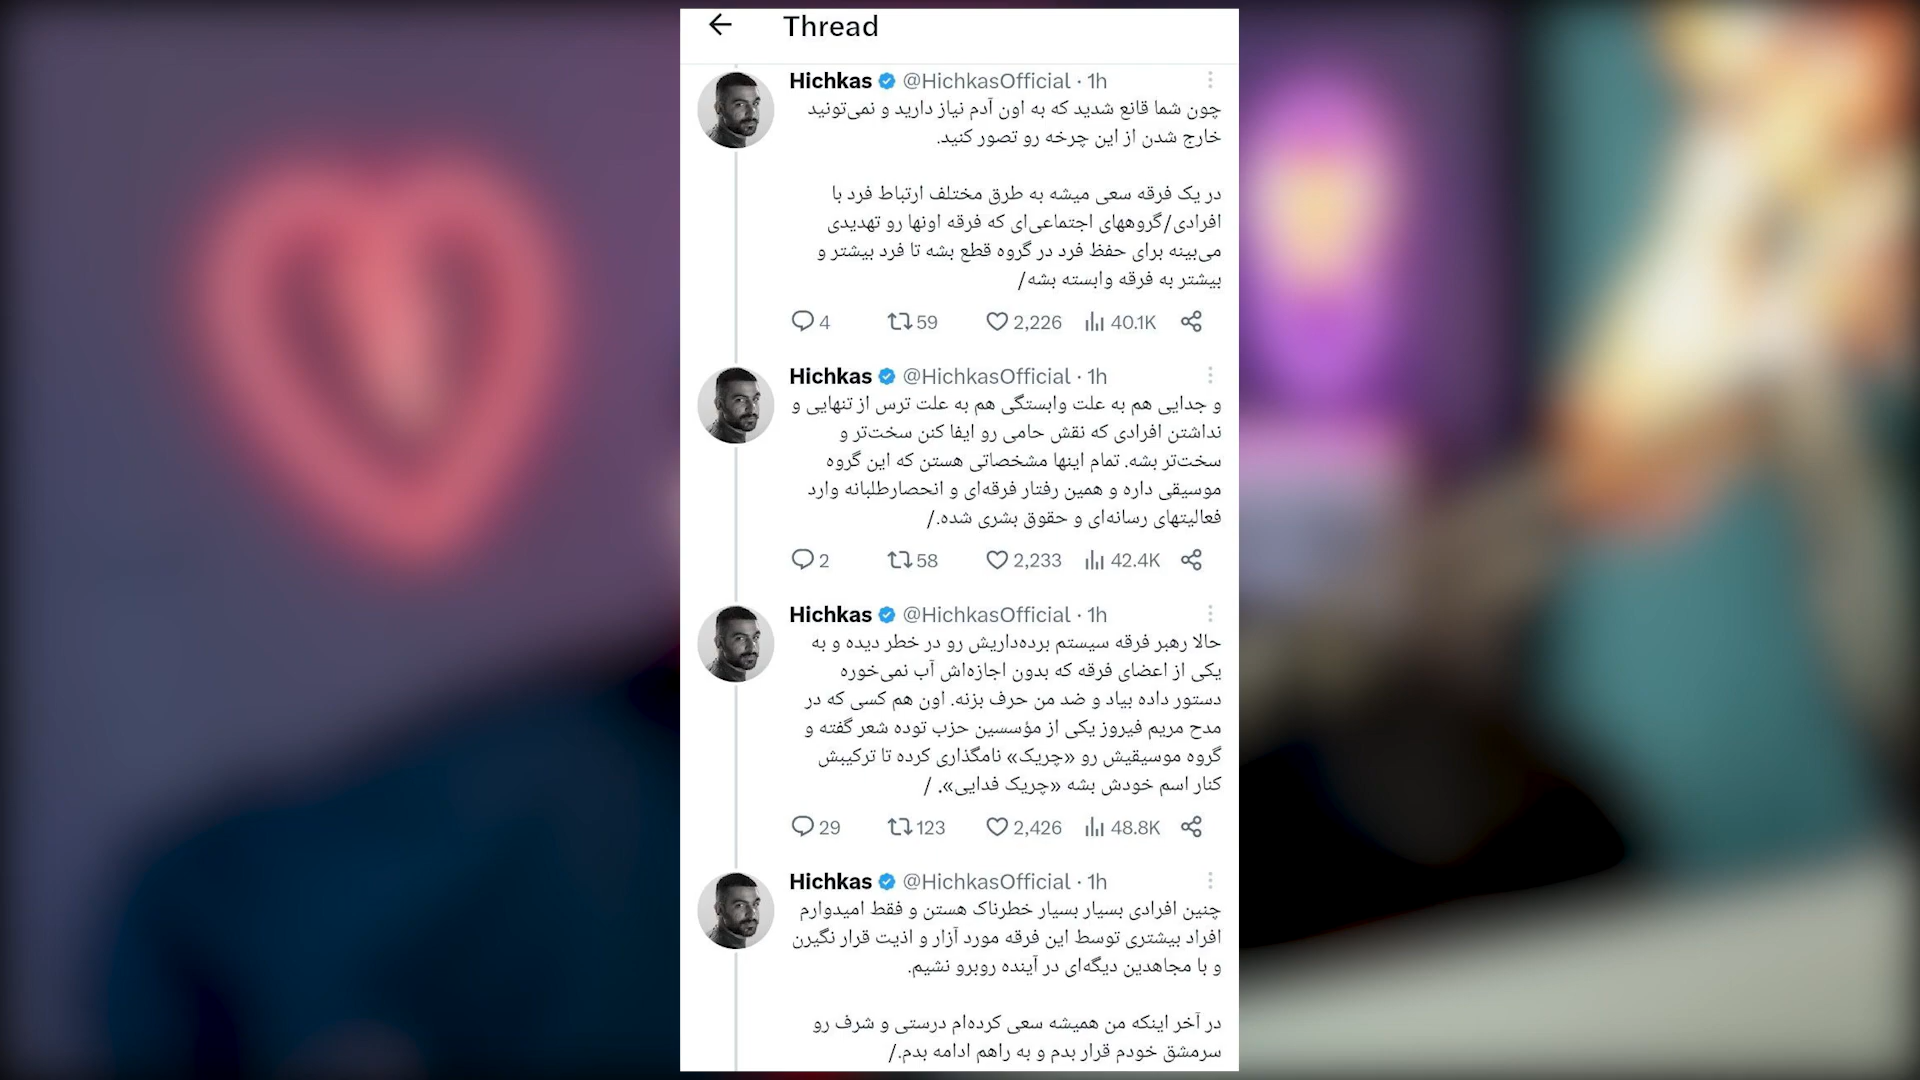 Thread
Hichkas @HichkasOfficial · 1h
چون شما قانع شدید که به اون آدم نیاز دارید و نمی‌تونید
خارج شدن از این چرخه رو تصور کنید.
در یک فرقه سعی میشه به طرق مختلف ارتباط فرد با
افرادی/گروههای اجتماعی‌ای که فرقه اونها رو تهدیدی
می‌بینه برای حفظ فرد در گروه قطع بشه تا فرد بیشتر و
بیشتر به فرقه وابسته بشه/
4 59 2,226 40.1K
Hichkas @HichkasOfficial · 1h
و جدایی هم به علت وابستگی هم به علت ترس از تنهایی و
نداشتن افرادی که نقش حامی رو ایفا کنن سخت‌تر و
سخت‌تر بشه. تمام اینها مشخصاتی هستن که این گروه
موسیقی داره و همین رفتار فرقه‌ای و انحصارطلبانه وارد
فعالیتهای رسانه‌ای و حقوق بشری شده./
2 58 2,233 42.4K
Hichkas @HichkasOfficial · 1h
حالا رهبر فرقه سیستم برده‌داریش رو در خطر دیده و به
یکی از اعضای فرقه که بدون اجازه‌اش آب نمی‌خوره
دستور داده بیاد و ضد من حرف بزنه. اون هم کسی که در
مدح مریم فیروز یکی از مؤسسین حزب توده شعر گفته و
گروه موسیقیش رو «چریک» نامگذاری کرده تا ترکیبش
کنار اسم خودش بشه «چریک فدایی». /
29 123 2,426 48.8K
Hichkas @HichkasOfficial · 1h
چنین افرادی بسیار بسیار خطرناک هستن و فقط امیدوارم
افراد بیشتری توسط این فرقه مورد آزار و اذیت قرار نگیرن
و با مجاهدین دیگه‌ای در آینده روبرو نشیم.
در آخر اینکه من همیشه سعی کرده‌ام درستی و شرف رو
سرمشق خودم قرار بدم و به راهم ادامه بدم./